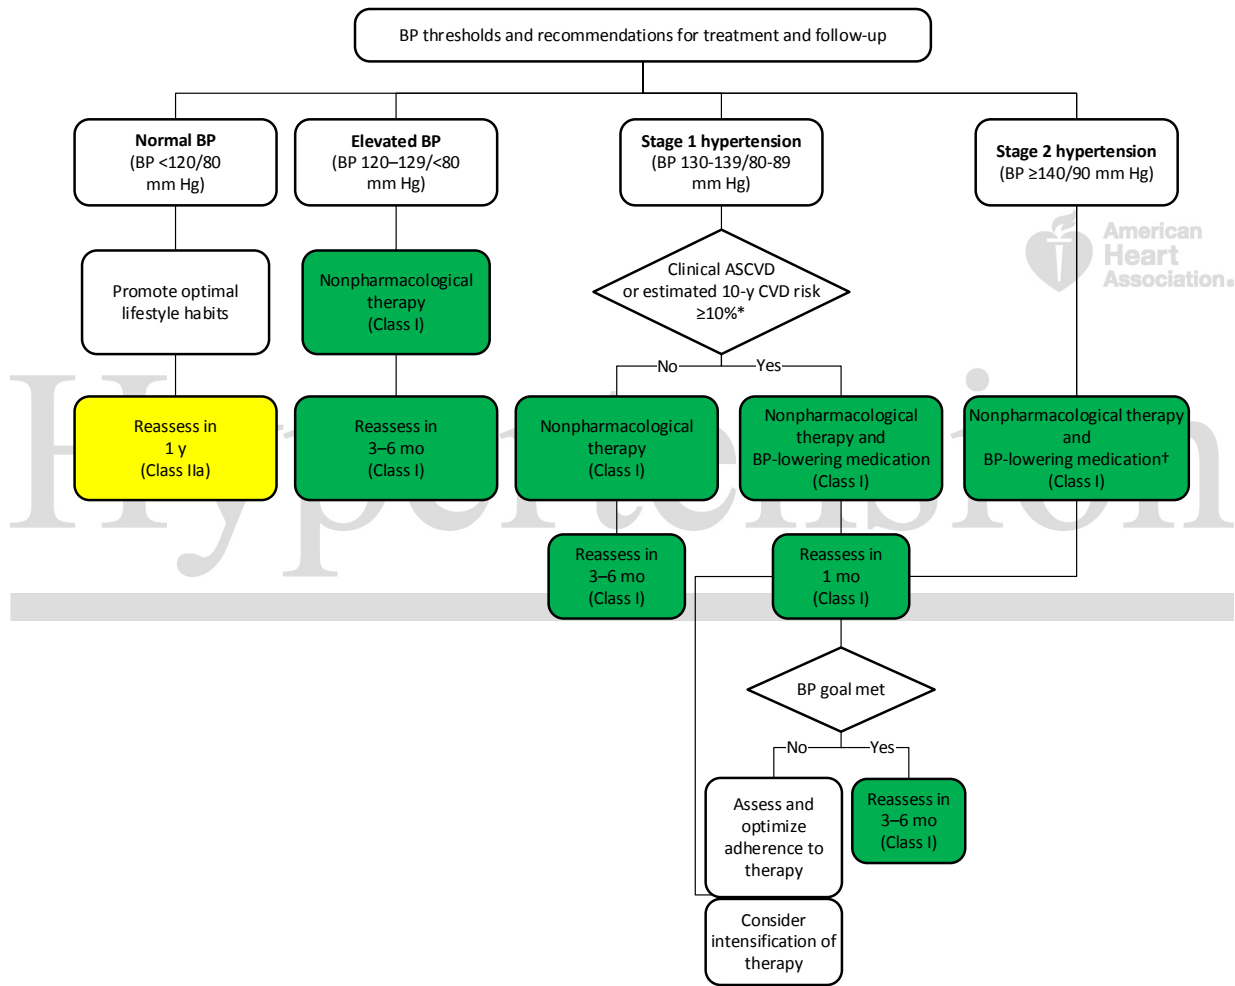 BP thresholds and recommendations for treatment and follow-up
Normal BP
(BP <120/80
mm Hg)
Elevated BP
(BP 120–129/<80
mm Hg)
Stage 1 hypertension
(BP 130-139/80-89
mm Hg)
Stage 2 hypertension
(BP ≥140/90 mm Hg)
American
Heart
Association®
Promote optimal
lifestyle habits
Nonpharmacological
therapy
(Class I)
Clinical ASCVD
or estimated 10-y CVD risk
≥10%*
No
Yes
Hypertension
Reassess in
1 y
(Class IIa)
Reassess in
3–6 mo
(Class I)
Nonpharmacological
therapy
(Class I)
Nonpharmacological
therapy and
BP-lowering medication
(Class I)
Nonpharmacological therapy
and
BP-lowering medication†
(Class I)
Reassess in
3–6 mo
(Class I)
Reassess in
1 mo
(Class I)
BP goal met
No
Yes
Assess and
optimize
adherence to
therapy
Reassess in
3–6 mo
(Class I)
Consider
intensification of
therapy